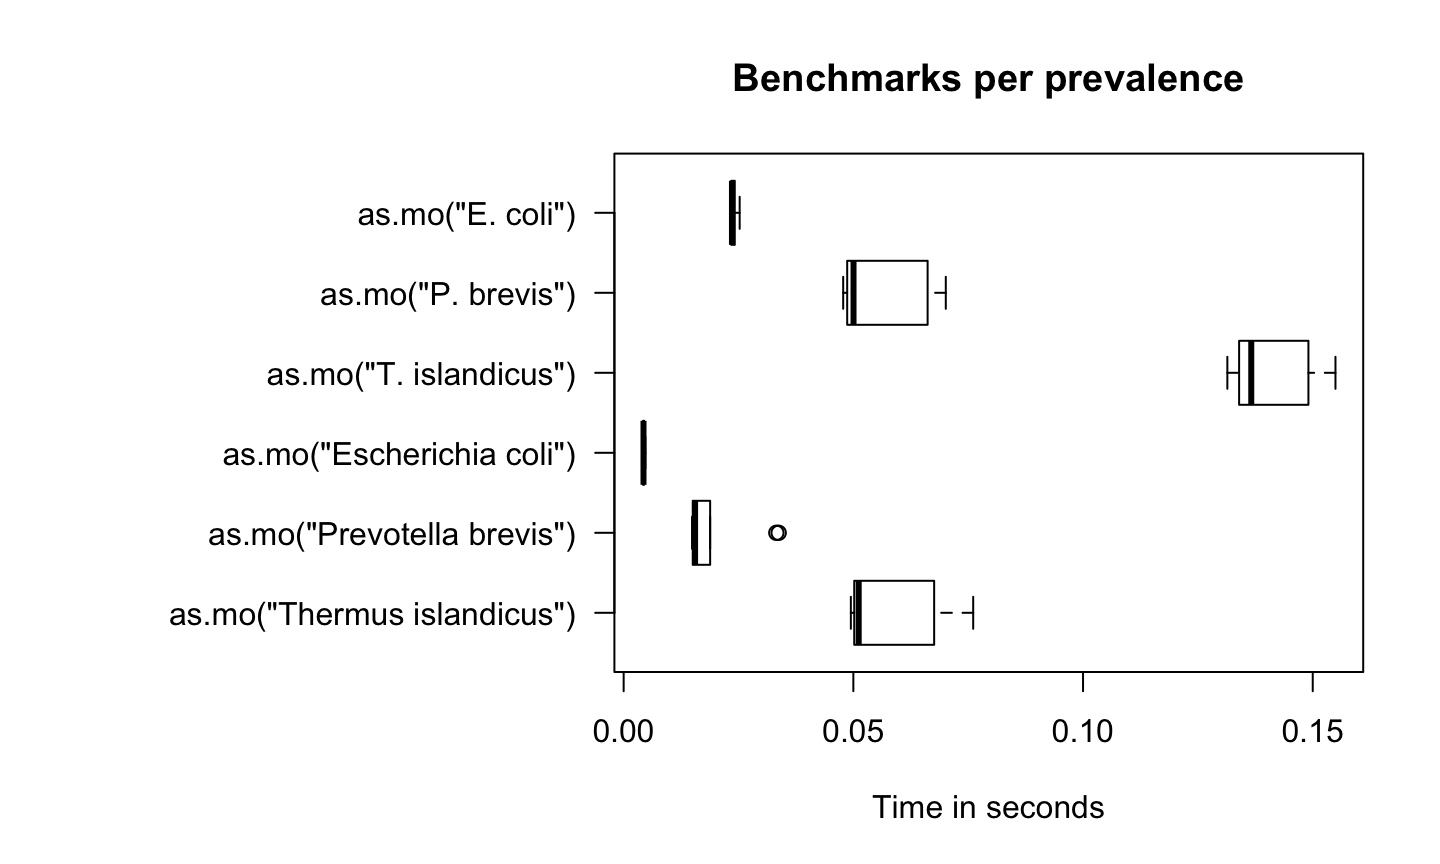 Benchmarks per prevalence
as.mo("E. coli")
as.mo("P. brevis")
as.mo("T. islandicus")
as.mo("Escherichia coli")
as.mo("Prevotella brevis")
as.mo("Thermus islandicus")
0.00 0.05 0.10 0.15
Time in seconds